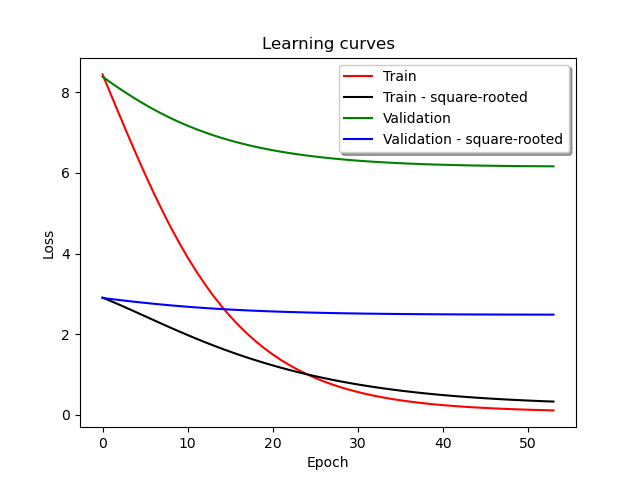 Learning curves
Train
Train - square-rooted
Validation
Validation - square-rooted
8
6
4
2
0
Loss
0 10 20 30 40 50
Epoch